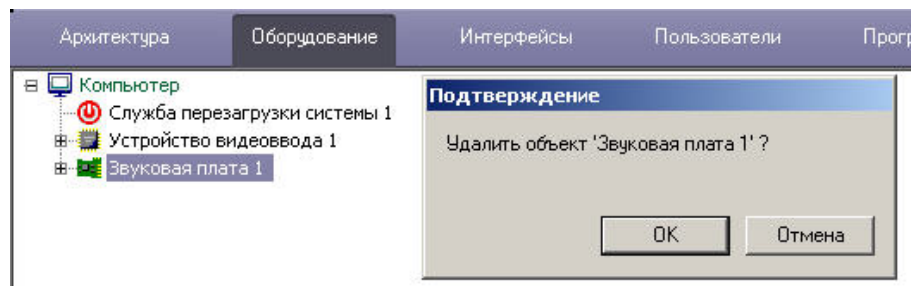 Архитектура Оборудование Интерфейсы Пользователи Прогр
Компьютер
Служба перезагрузки системы 1
Устройство видеоввода 1
Звуковая плата 1
Подтверждение
Удалить объект 'Звуковая плата 1' ?
OK Отмена